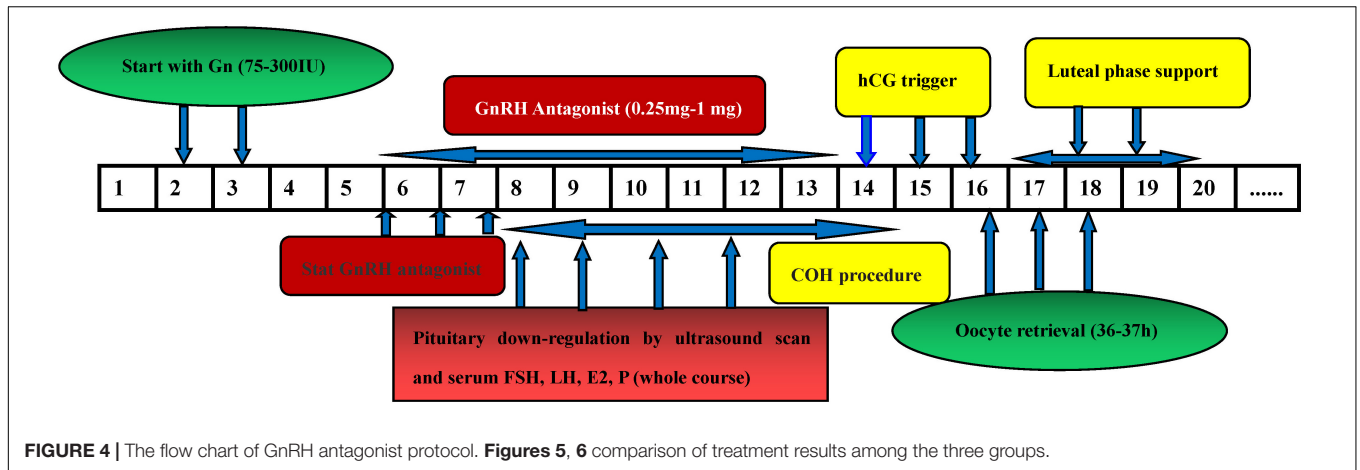 Start with Gn (75-300IU)
GnRH Antagonist (0.25mg-1 mg)
hCG trigger
Luteal phase support
1 2 3 4 5 6 7 8 9 10 11 12 13 14 15 16 17 18 19 20 ......
Stat GnRH antagonist
COH procedure
Pituitary down-regulation by ultrasound scan
and serum FSH, LH, E2, P (whole course)
Oocyte retrieval (36-37h)
FIGURE 4 | The flow chart of GnRH antagonist protocol. Figures 5, 6 comparison of treatment results among the three groups.